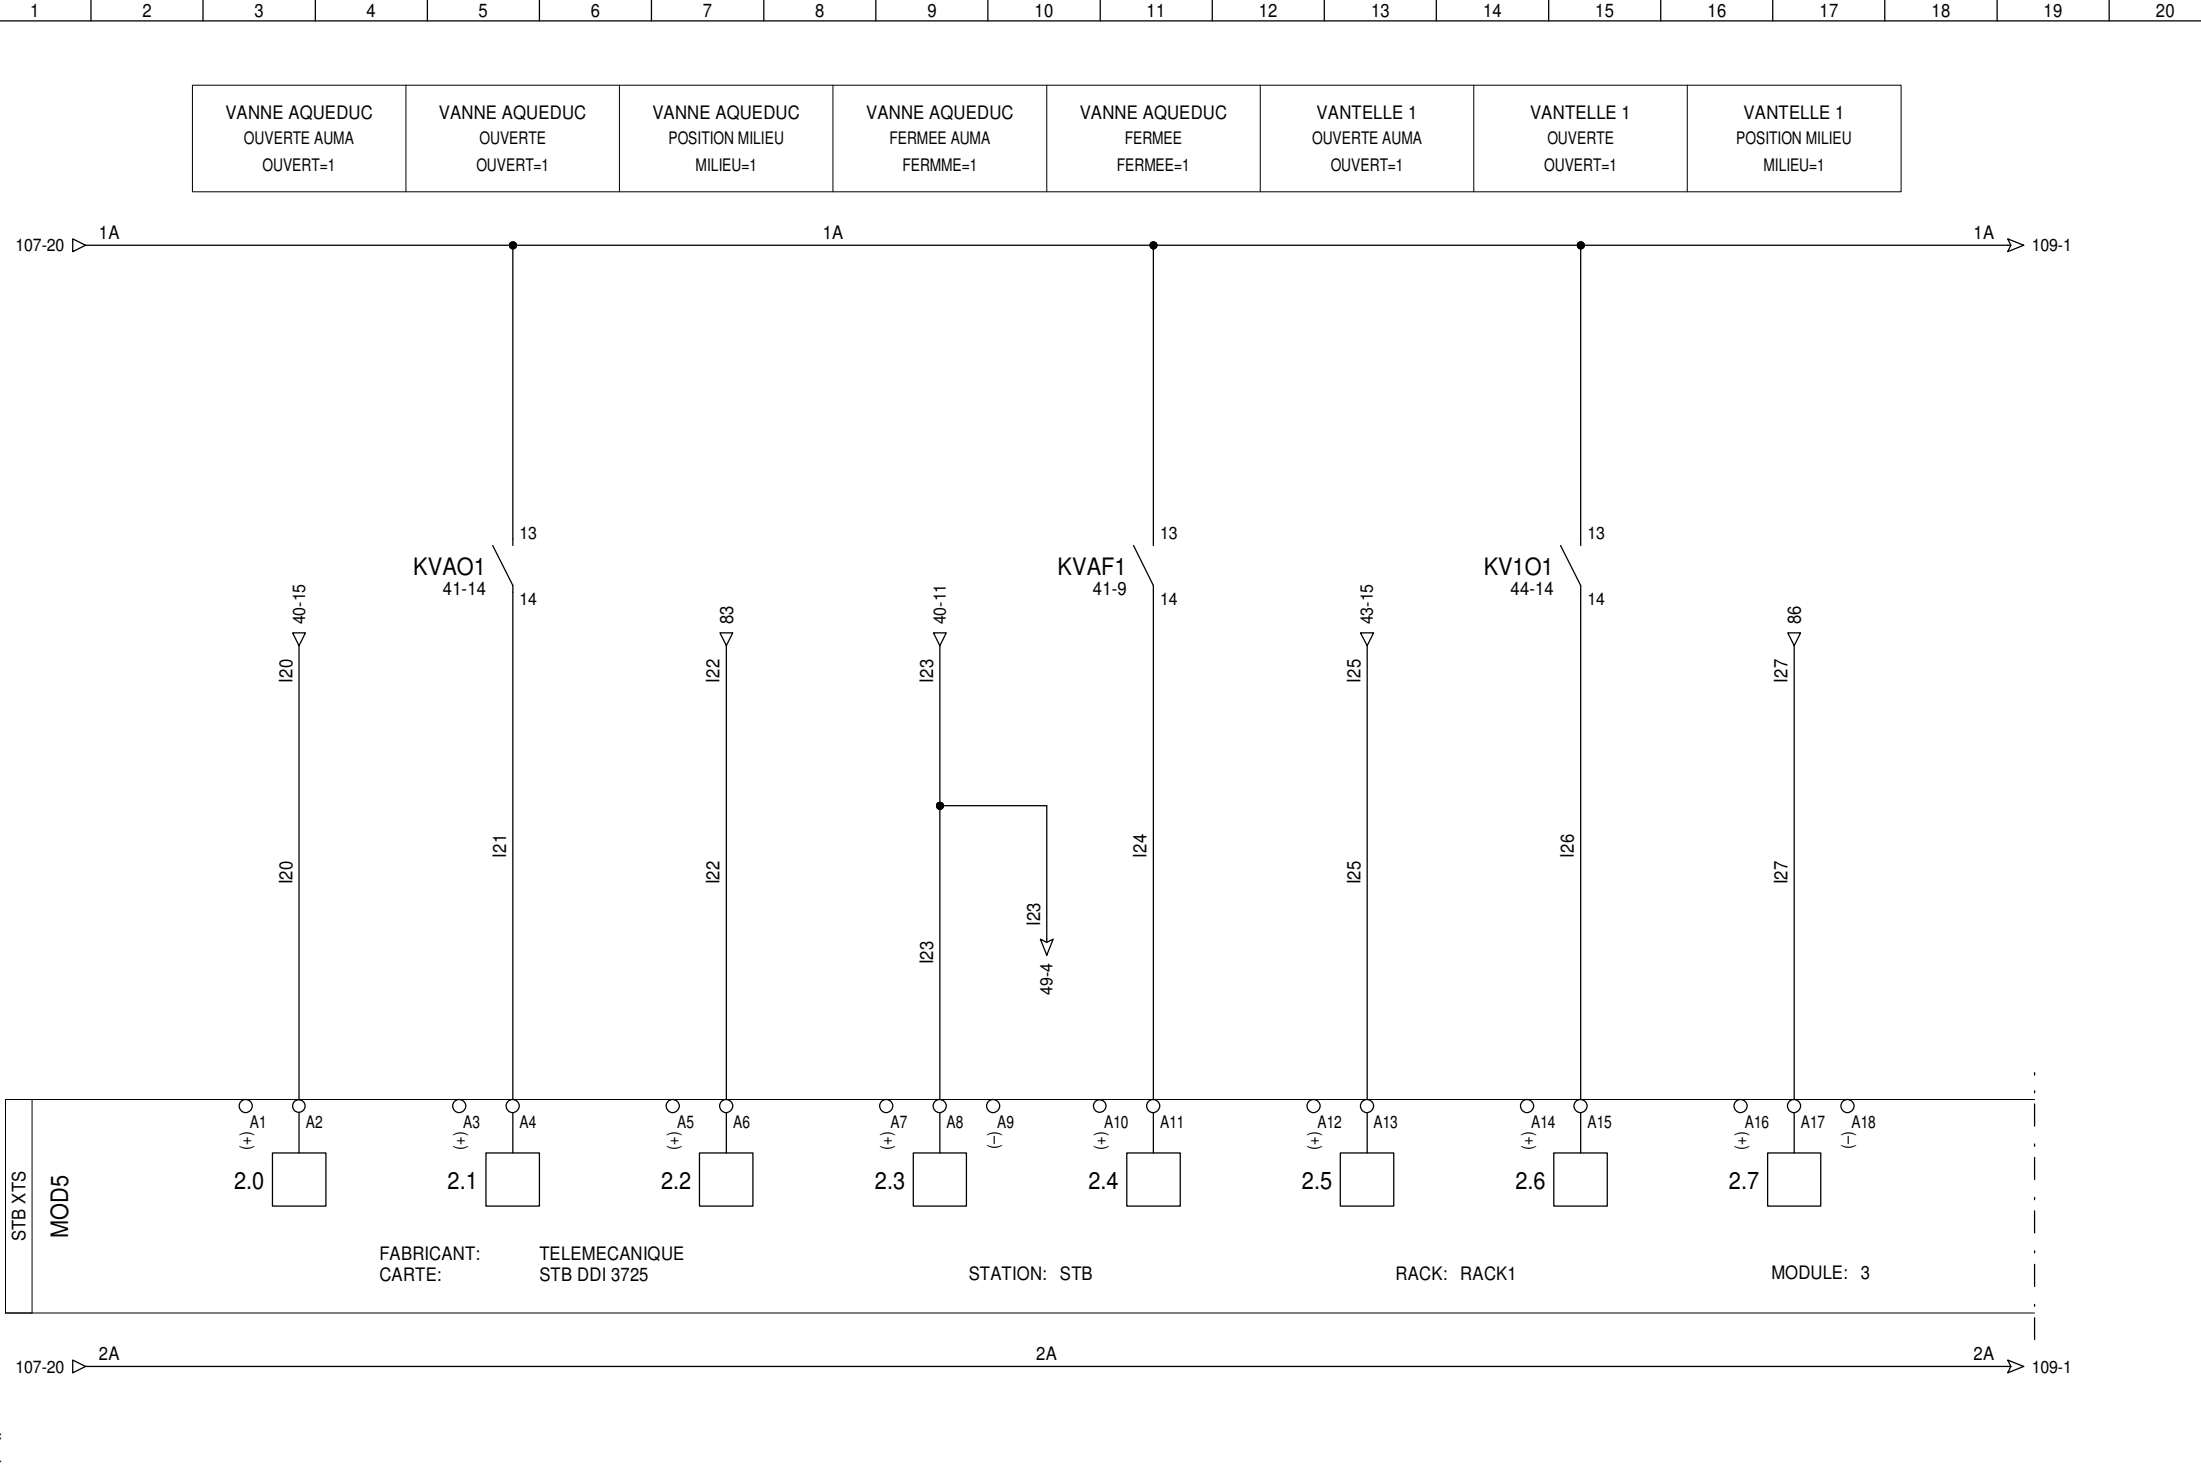 1 2 3 4 5 6 7 8 9 10 11 12 13 14 15 16 17 18 19 20
VANNE AQUEDUC
OUVERTE AUMA
OUVERT=1
VANNE AQUEDUC
OUVERTE
OUVERT=1
VANNE AQUEDUC
POSITION MILIEU
MILIEU=1
VANNE AQUEDUC
FERMEE AUMA
FERMME=1
VANNE AQUEDUC
FERMEE
FERMEE=1
VANTELLE 1
OUVERTE AUMA
OUVERT=1
VANTELLE 1
OUVERTE
OUVERT=1
VANTELLE 1
POSITION MILIEU
MILIEU=1
107-20 1A 1A 1A 109-1
13 13 13
KVAO1 KVAF1 KV1O1
41-14 41-9 44-14
14 14 14
40-15 83 40-11 43-15 86
I20 I22 I23 I25 I27
I20 I21 I22 I24 I25 I26 I27
I23 I23
49-4
A1 A2 A3 A4 A5 A6 A7 A8 A9 A10 A11 A12 A13 A14 A15 A16 A17 A18
(+) (+) (+) (+) (–) (+) (+) (+) (+) (–)
STB XTS
MOD5
2.0 2.1 2.2 2.3 2.4 2.5 2.6 2.7
FABRICANT: TELEMECANIQUE
CARTE: STB DDI 3725
STATION: STB
RACK: RACK1
MODULE: 3
107-20 2A 2A 2A 109-1